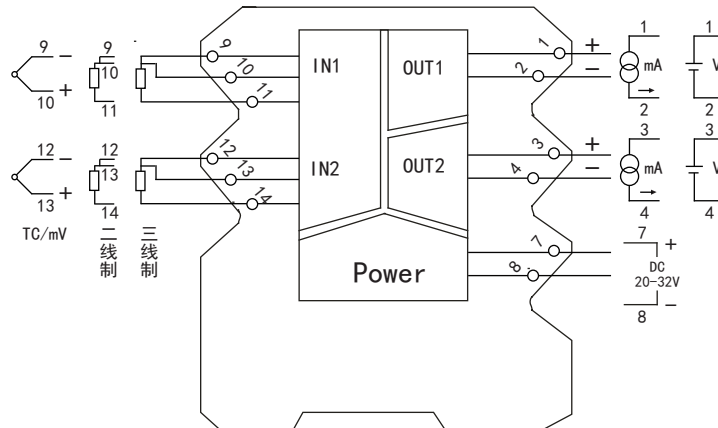 9 −
10 +
9
10
11
9
10
11
IN1
OUT1
1
2
+
−
1
mA
2
1
V
2
12 −
13 +
12
13
14
12
13
14
IN2
OUT2
3
4
+
−
3
mA
4
3
V
4
TC/mV
二线制
三线制
Power
7
8
7 +
DC
20-32V
8 −